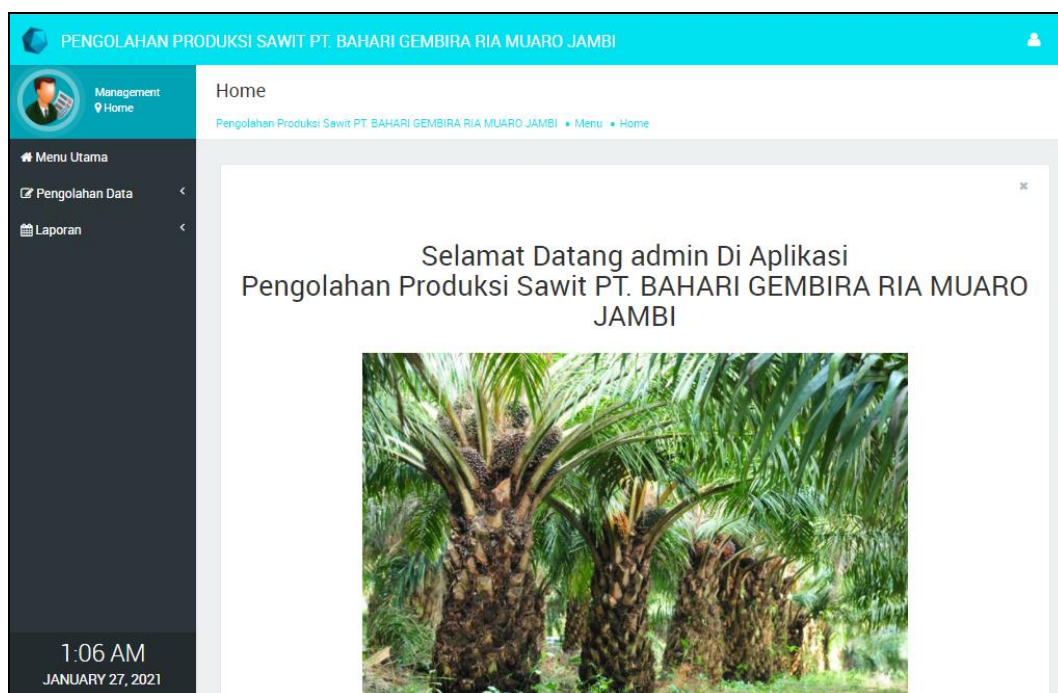 PENGOLAHAN PRODUKSI SAWIT PT. BAHARI GEMBIRA RIA MUARO JAMBI
Management
Home
Home
Pengolahan Produksi Sawit PT. BAHARI GEMBIRA RIA MUARO JAMBI • Menu • Home
Menu Utama
Pengolahan Data
Laporan
Selamat Datang admin Di Aplikasi
Pengolahan Produksi Sawit PT. BAHARI GEMBIRA RIA MUARO
JAMBI
1:06 AM
JANUARY 27, 2021